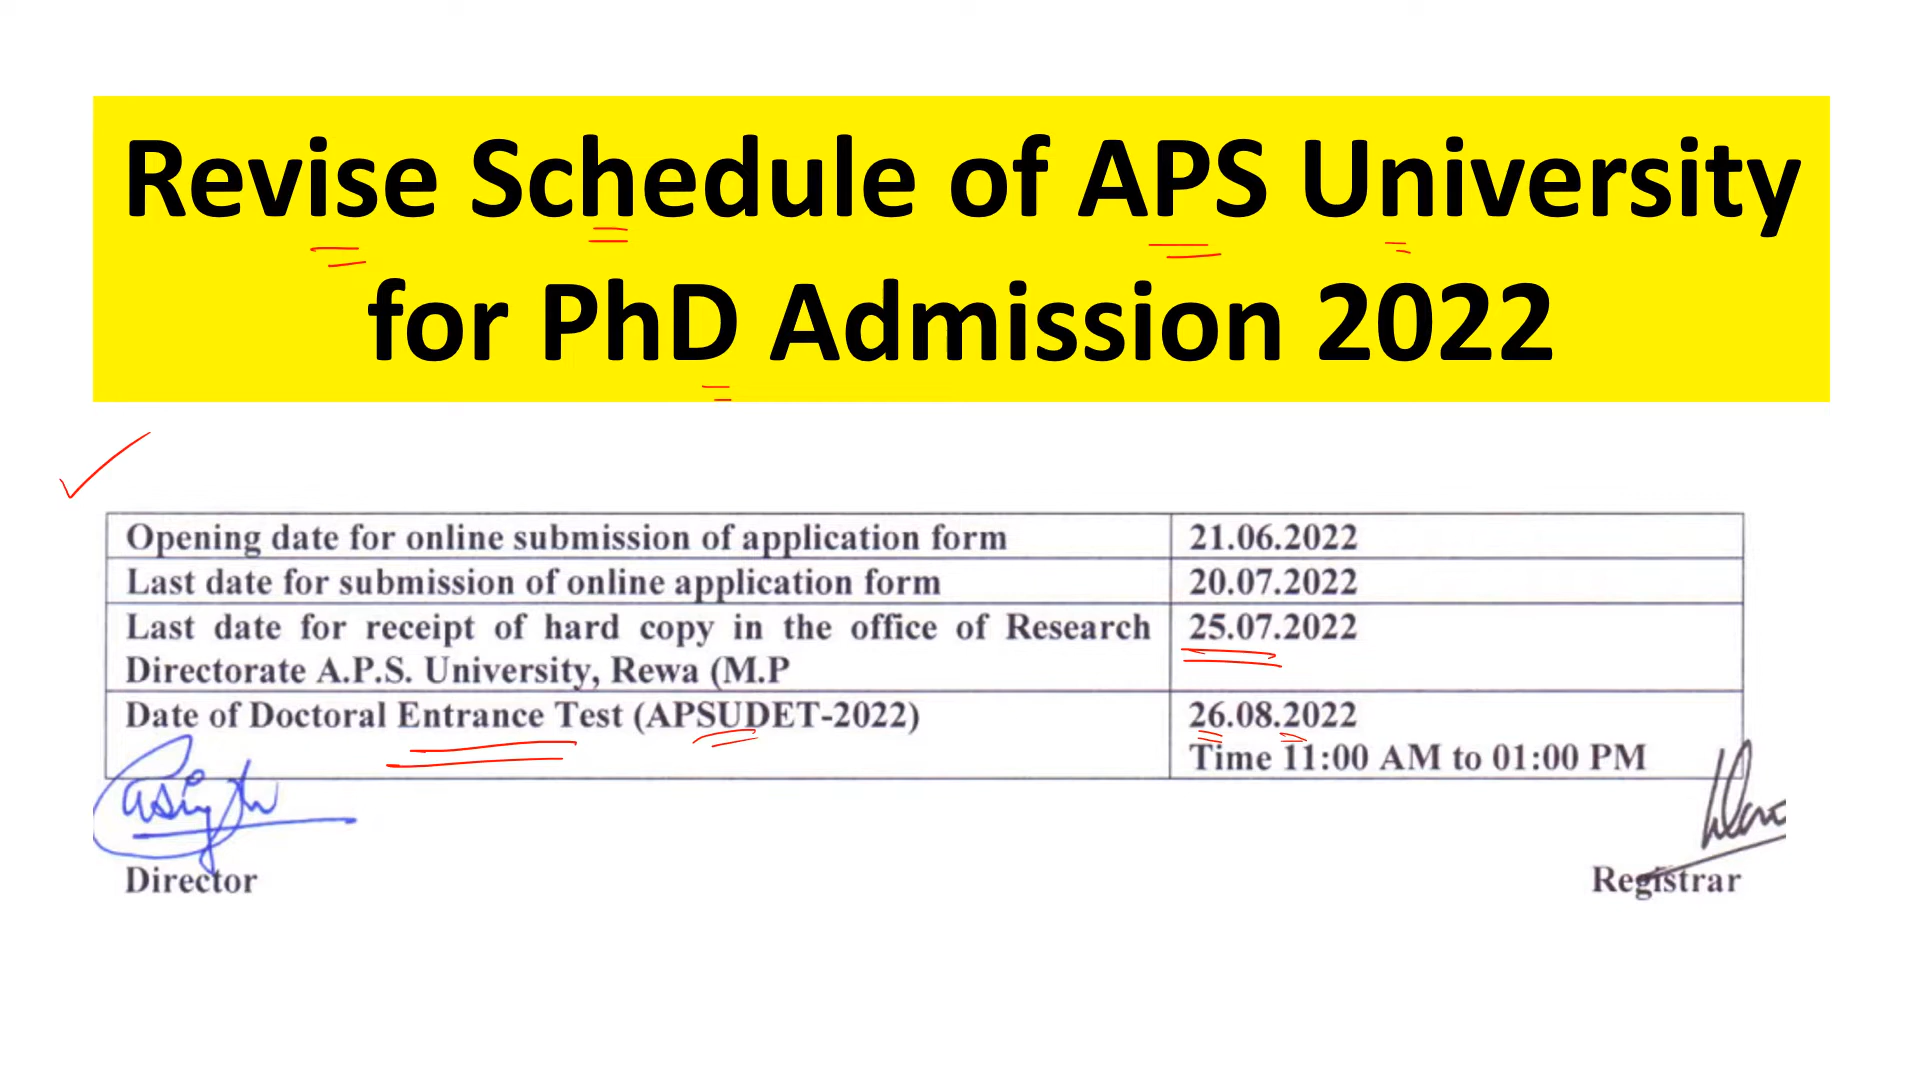 Revise Schedule of APS University
for PhD Admission 2022
Opening date for online submission of application form 21.06.2022
Last date for submission of online application form 20.07.2022
Last date for receipt of hard copy in the office of Research 25.07.2022
Directorate A.P.S. University, Rewa (M.P
Date of Doctoral Entrance Test (APSUDET-2022) 26.08.2022
Time 11:00 AM to 01:00 PM
Director Registrar